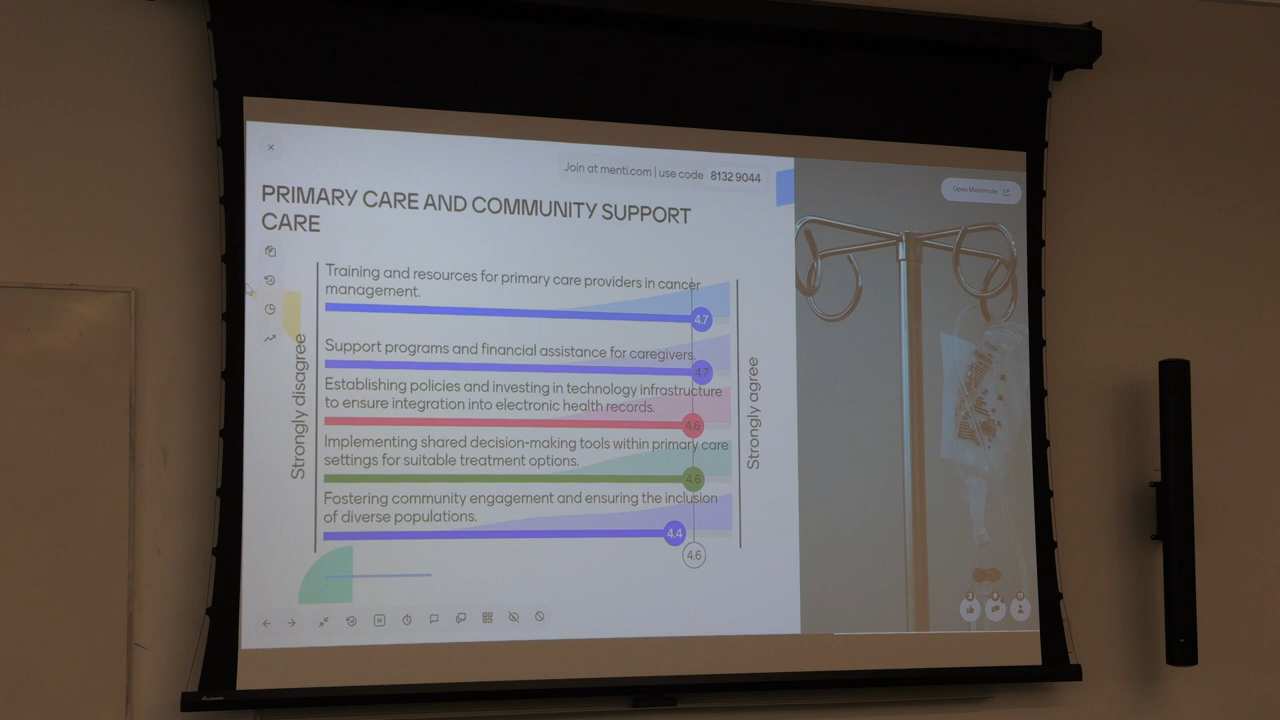 Join at menti.com | use code 8132 9044
Open Mentimote
PRIMARY CARE AND COMMUNITY SUPPORT
CARE
Strongly disagree
Training and resources for primary care providers in cancer
management.
4.7
Support programs and financial assistance for caregivers.
4.7
Establishing policies and investing in technology infrastructure
to ensure integration into electronic health records.
4.6
Implementing shared decision-making tools within primary care
settings for suitable treatment options.
4.6
Fostering community engagement and ensuring the inclusion
of diverse populations.
4.4
4.6
Strongly agree